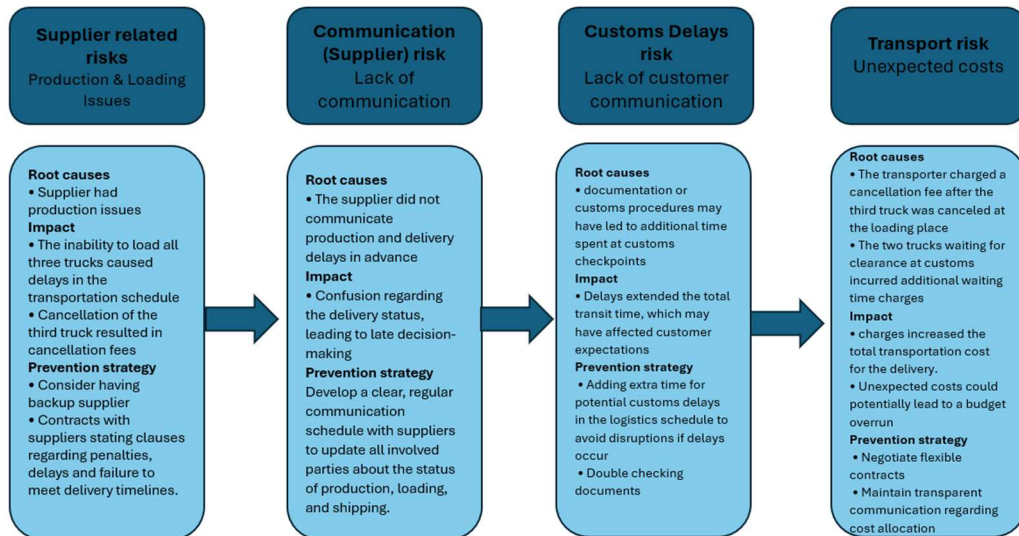 Supplier related
risks
Production & Loading
Issues
Root causes
• Supplier had
production issues
Impact
• The inability to load all
three trucks caused
delays in the
transportation schedule
• Cancellation of the
third truck resulted in
cancellation fees
Prevention strategy
• Consider having
backup supplier
• Contracts with
suppliers stating clauses
regarding penalties,
delays and failure to
meet delivery timelines.
Communication
(Supplier) risk
Lack of
communication
Root causes
• The supplier did not
communicate
production and delivery
delays in advance
Impact
• Confusion regarding
the delivery status,
leading to late decision-
making
Prevention strategy
Develop a clear, regular
communication
schedule with suppliers
to update all involved
parties about the status
of production, loading,
and shipping.
Customs Delays
risk
Lack of customer
communication
Root causes
• documentation or
customs procedures may
have led to additional time
spent at customs
checkpoints
Impact
• Delays extended the total
transit time, which may
have affected customer
expectations
Prevention strategy
• Adding extra time for
potential customs delays
in the logistics schedule to
avoid disruptions if delays
occur
• Double checking
documents
Transport risk
Unexpected costs
Root causes
• The transporter charged a
cancellation fee after the
third truck was canceled at
the loading place
• The two trucks waiting for
clearance at customs
incurred additional waiting
time charges
Impact
• charges increased the
total transportation cost
for the delivery.
• Unexpected costs could
potentially lead to a budget
overrun
Prevention strategy
• Negotiate flexible
contracts
• Maintain transparent
communication regarding
cost allocation